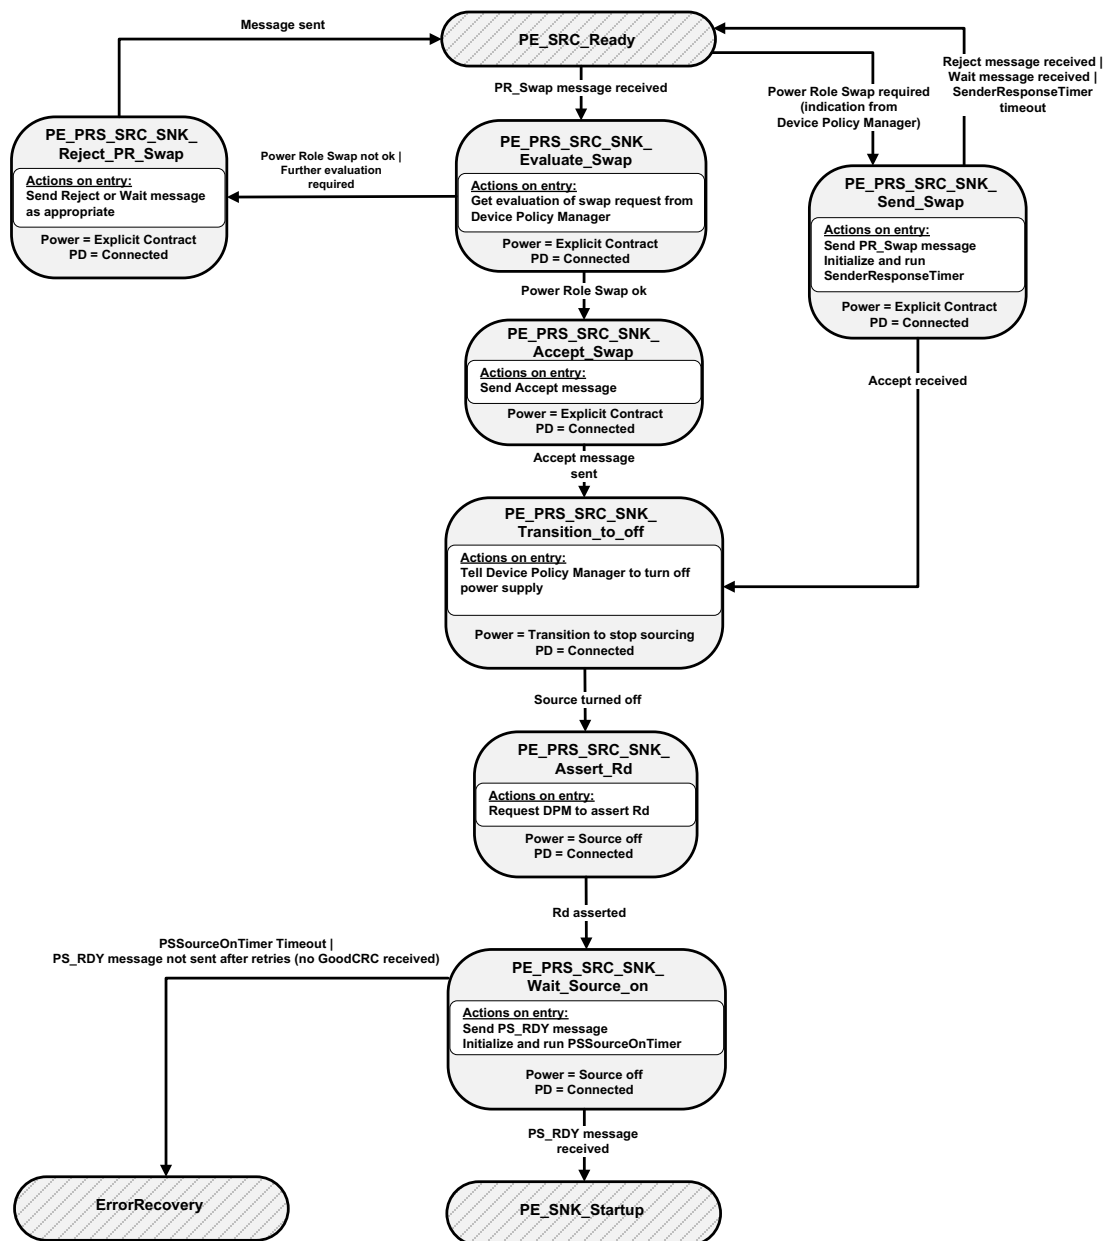 Message sent
PE_SRC_Ready
PR_Swap message received
Reject message received |
Wait message received |
SenderResponseTimer
timeout
Power Role Swap required
(indication from
Device Policy Manager)
PE_PRS_SRC_SNK_
Reject_PR_Swap
Actions on entry:
Send Reject or Wait message
as appropriate
Power = Explicit Contract
PD = Connected
Power Role Swap not ok |
Further evaluation
required
PE_PRS_SRC_SNK_
Evaluate_Swap
Actions on entry:
Get evaluation of swap request from
Device Policy Manager
Power = Explicit Contract
PD = Connected
PE_PRS_SRC_SNK_
Send_Swap
Actions on entry:
Send PR_Swap message
Initialize and run
SenderResponseTimer
Power = Explicit Contract
PD = Connected
Power Role Swap ok
PE_PRS_SRC_SNK_
Accept_Swap
Actions on entry:
Send Accept message
Power = Explicit Contract
PD = Connected
Accept received
Accept message
sent
PE_PRS_SRC_SNK_
Transition_to_off
Actions on entry:
Tell Device Policy Manager to turn off
power supply
Power = Transition to stop sourcing
PD = Connected
Source turned off
PE_PRS_SRC_SNK_
Assert_Rd
Actions on entry:
Request DPM to assert Rd
Power = Source off
PD = Connected
Rd asserted
PSSourceOnTimer Timeout |
PS_RDY message not sent after retries (no GoodCRC received)
PE_PRS_SRC_SNK_
Wait_Source_on
Actions on entry:
Send PS_RDY message
Initialize and run PSSourceOnTimer
Power = Source off
PD = Connected
PS_RDY message
received
ErrorRecovery
PE_SNK_Startup